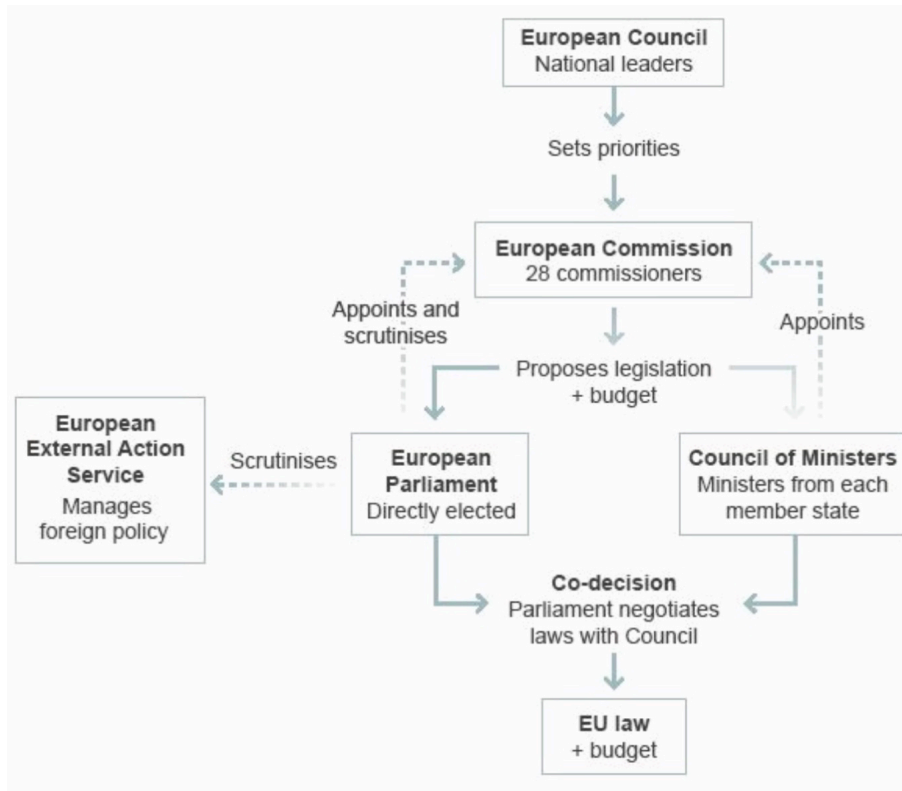 European Council
National leaders
Sets priorities
European Commission
28 commissioners
Appoints and
scrutinises
Appoints
Proposes legislation
+ budget
European
External Action
Service
Manages
foreign policy
Scrutinises
European
Parliament
Directly elected
Council of Ministers
Ministers from each
member state
Co-decision
Parliament negotiates
laws with Council
EU law
+ budget